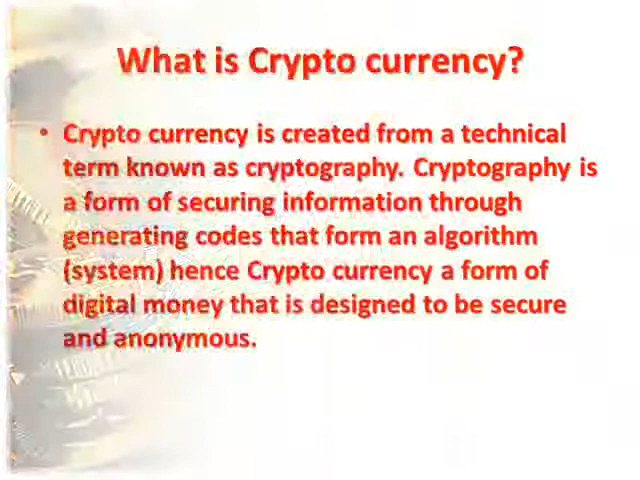 What is Crypto currency?
• Crypto currency is created from a technical
term known as cryptography. Cryptography is
a form of securing information through
generating codes that form an algorithm
(system) hence Crypto currency a form of
digital money that is designed to be secure
and anonymous.